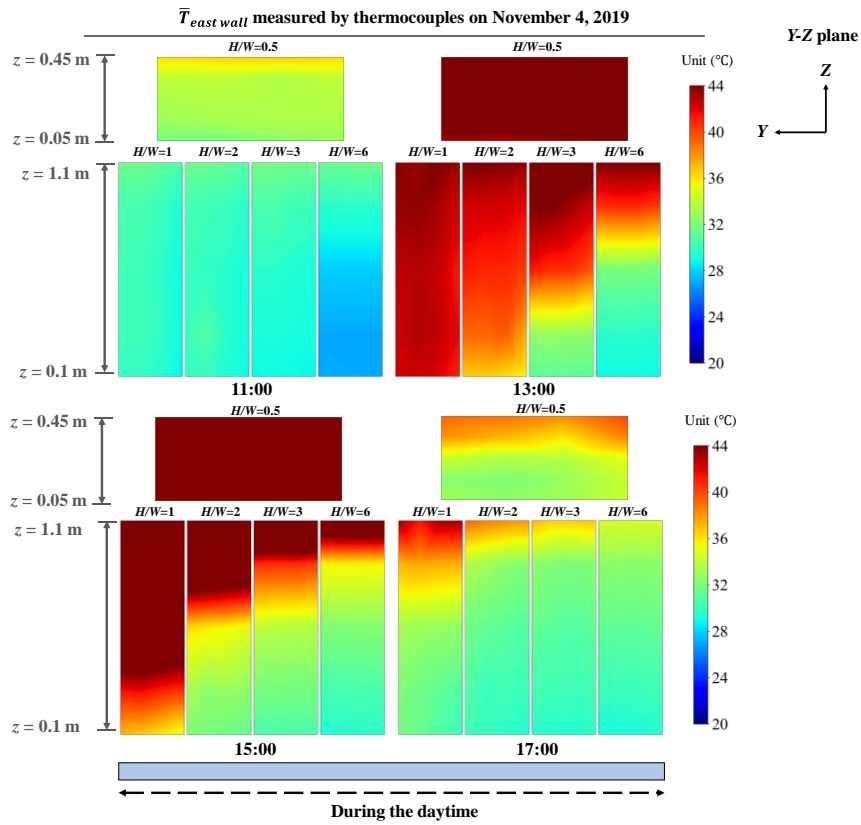 T̅east wall measured by thermocouples on November 4, 2019
Y-Z plane
H/W=0.5 H/W=0.5
z = 0.45 m
Unit (℃)
Z
Y
z = 0.05 m
H/W=1 H/W=2 H/W=3 H/W=6 H/W=1 H/W=2 H/W=3 H/W=6
z = 1.1 m
44
40
36
32
28
24
20
z = 0.1 m
11:00 13:00
H/W=0.5 H/W=0.5
z = 0.45 m
Unit (℃)
z = 0.05 m
H/W=1 H/W=2 H/W=3 H/W=6 H/W=1 H/W=2 H/W=3 H/W=6
z = 1.1 m
44
40
36
32
28
24
20
z = 0.1 m
15:00 17:00
During the daytime